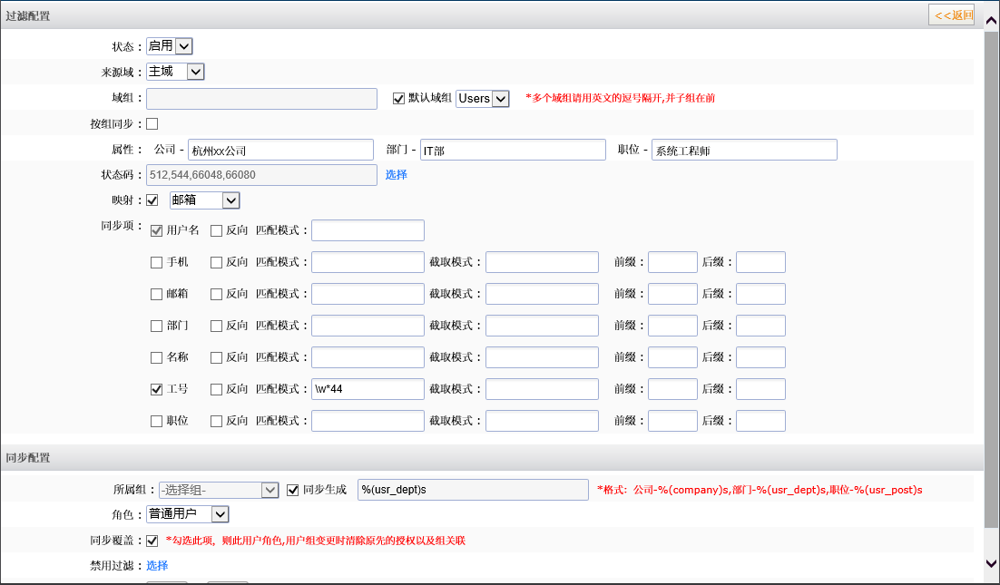 过滤配置 <<返回
状态： 启用
来源域： 主域
域组： 默认域组 Users *多个域组请用英文的逗号隔开,并子组在前
按组同步：
属性： 公司 - 杭州xx公司 部门 - IT部 职位 - 系统工程师
状态码： 512,544,66048,66080 选择
映射： 邮箱
同步项： 用户名 反向 匹配模式：
手机 反向 匹配模式： 截取模式： 前缀： 后缀：
邮箱 反向 匹配模式： 截取模式： 前缀： 后缀：
部门 反向 匹配模式： 截取模式： 前缀： 后缀：
名称 反向 匹配模式： 截取模式： 前缀： 后缀：
工号 反向 匹配模式： \w*44 截取模式： 前缀： 后缀：
职位 反向 匹配模式： 截取模式： 前缀： 后缀：
同步配置
所属组： -选择组- 同步生成 %(usr_dept)s *格式：公司-%(company)s,部门-%(usr_dept)s,职位-%(usr_post)s
角色： 普通用户
同步覆盖： *勾选此项，则此用户角色,用户组变更时清除原先的授权以及组关联
禁用过滤： 选择